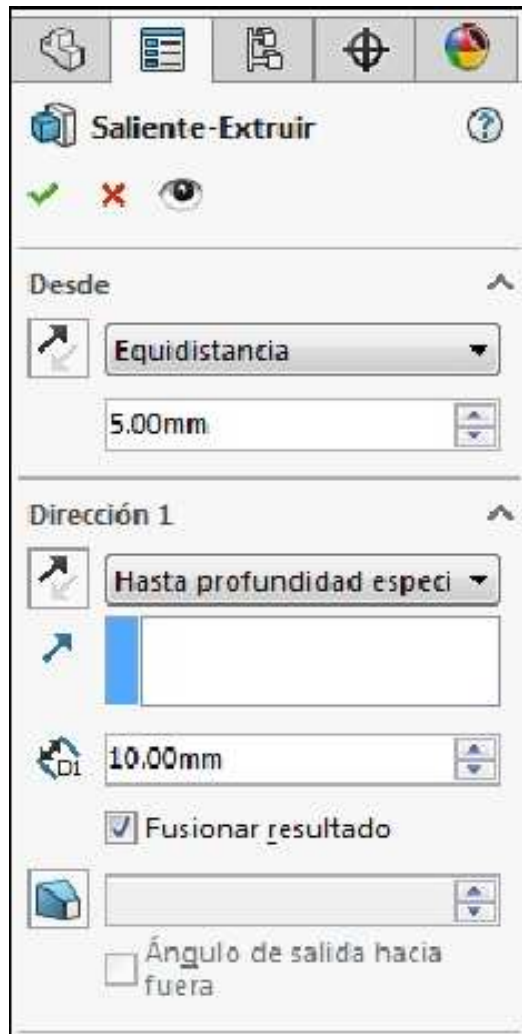 Saliente-Extruir
Desde
Equidistancia
5.00mm
Dirección 1
Hasta profundidad especi
D1
10.00mm
Fusionar resultado
Ángulo de salida hacia
fuera